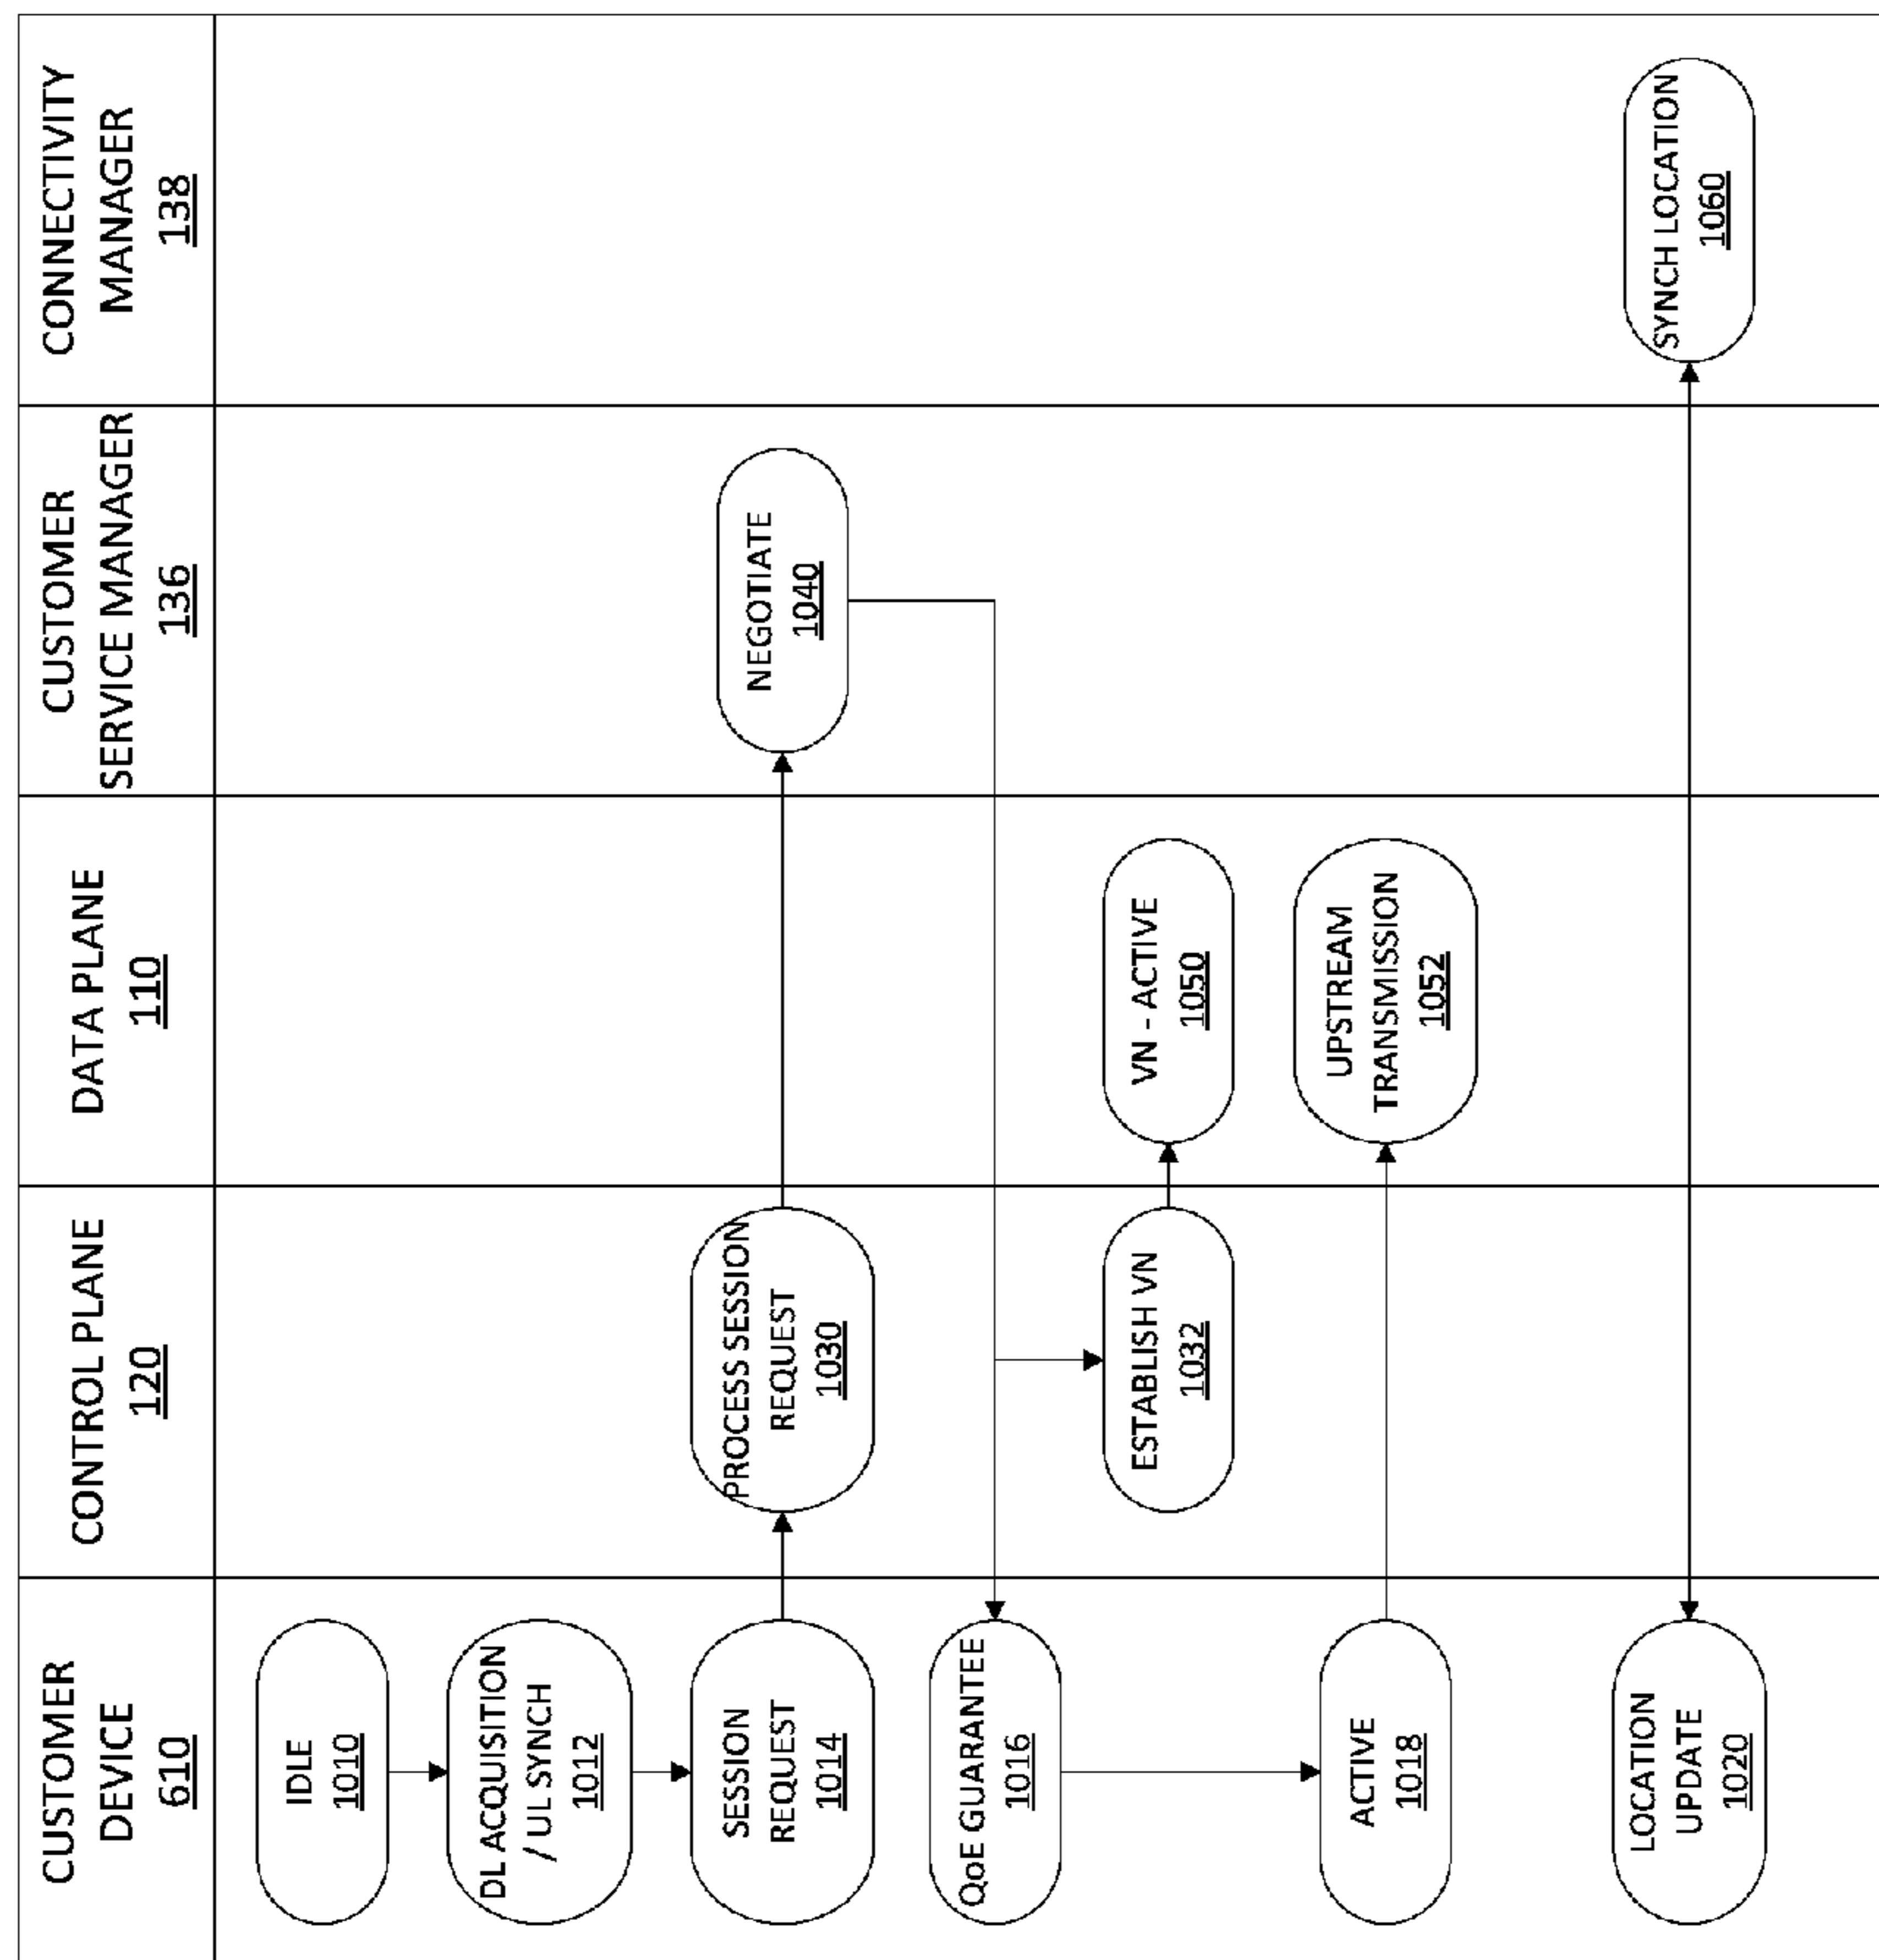 CUSTOMER
DEVICE
610
CONTROL PLANE
120
DATA PLANE
110
CUSTOMER
SERVICE MANAGER
136
CONNECTIVITY
MANAGER
138
IDLE
1010
DL ACQUISITION
/ UL SYNCH
1012
SESSION
REQUEST
1014
PROCESS SESSION
REQUEST
1030
NEGOTIATE
1040
QoE GUARANTEE
1016
ESTABLISH VN
1032
VN - ACTIVE
1050
ACTIVE
1018
UPSTREAM
TRANSMISSION
1052
LOCATION
UPDATE
1020
SYNCH LOCATION
1060